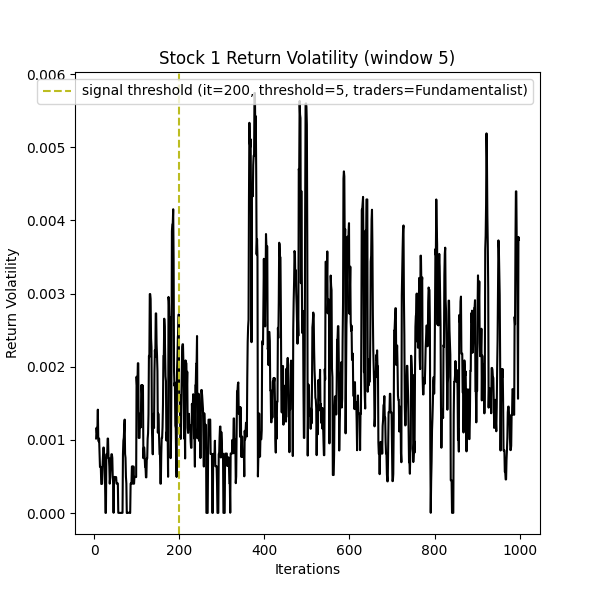 Stock 1 Return Volatility (window 5)
signal threshold (it=200, threshold=5, traders=Fundamentalist)
Return Volatility
0.006
0.005
0.004
0.003
0.002
0.001
0.000
0 200 400 600 800 1000
Iterations